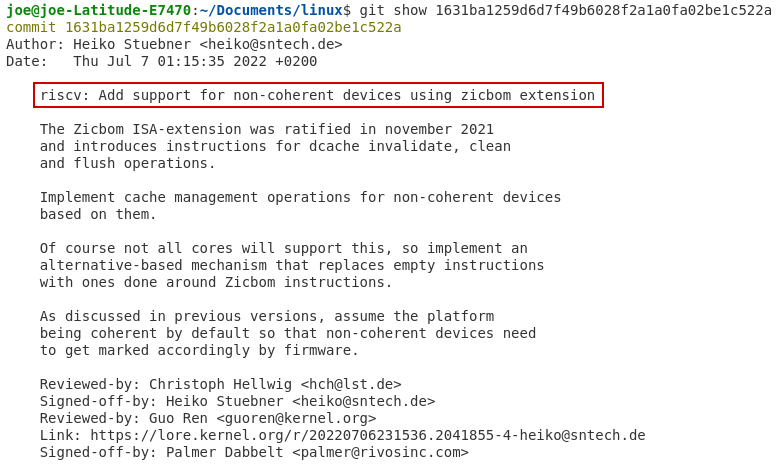 joe@joe-Latitude-E7470:~/Documents/linux$ git show 1631ba1259d6d7f49b6028f2a1a0fa02be1c522a
commit 1631ba1259d6d7f49b6028f2a1a0fa02be1c522a
Author: Heiko Stuebner <heiko@sntech.de>
Date:   Thu Jul 7 01:15:35 2022 +0200
riscv: Add support for non-coherent devices using zicbom extension
The Zicbom ISA-extension was ratified in november 2021
and introduces instructions for dcache invalidate, clean
and flush operations.
Implement cache management operations for non-coherent devices
based on them.
Of course not all cores will support this, so implement an
alternative-based mechanism that replaces empty instructions
with ones done around Zicbom instructions.
As discussed in previous versions, assume the platform
being coherent by default so that non-coherent devices need
to get marked accordingly by firmware.
Reviewed-by: Christoph Hellwig <hch@lst.de>
Signed-off-by: Heiko Stuebner <heiko@sntech.de>
Reviewed-by: Guo Ren <guoren@kernel.org>
Link: https://lore.kernel.org/r/20220706231536.2041855-4-heiko@sntech.de
Signed-off-by: Palmer Dabbelt <palmer@rivosinc.com>